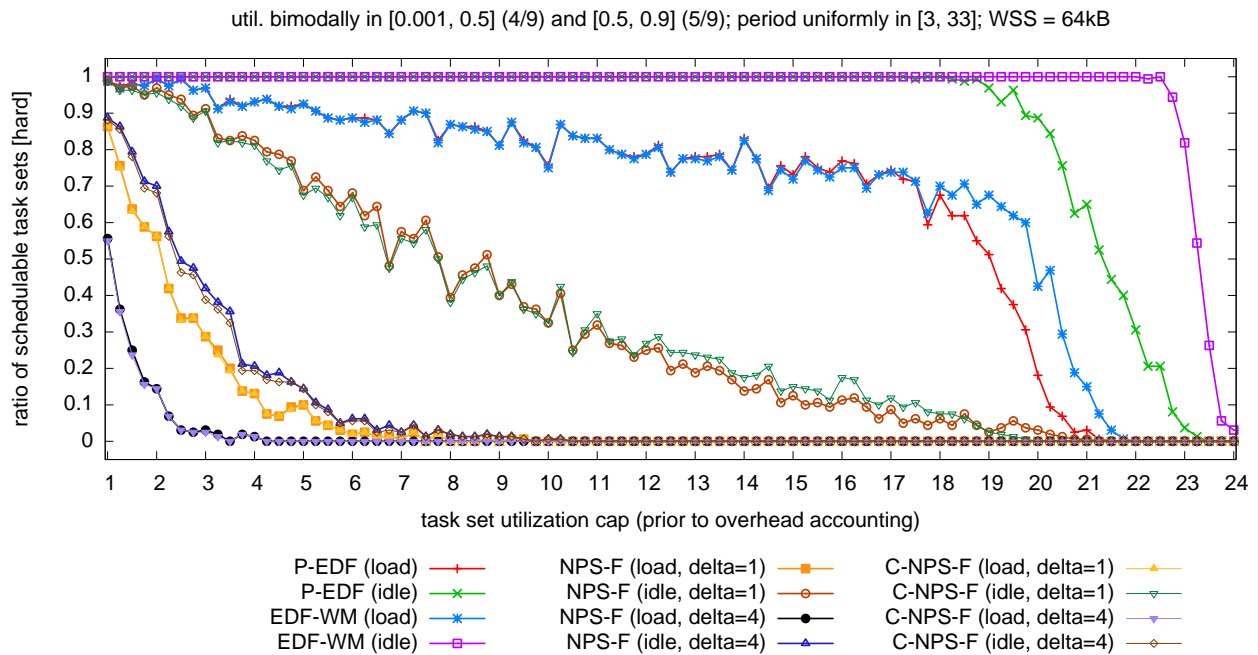 util. bimodally in [0.001, 0.5] (4/9) and [0.5, 0.9] (5/9); period uniformly in [3, 33]; WSS = 64kB
ratio of schedulable task sets [hard]
1
0.9
0.8
0.7
0.6
0.5
0.4
0.3
0.2
0.1
0
1 2 3 4 5 6 7 8 9 10 11 12 13 14 15 16 17 18 19 20 21 22 23 24
task set utilization cap (prior to overhead accounting)
P-EDF (load)
P-EDF (idle)
EDF-WM (load)
EDF-WM (idle)
NPS-F (load, delta=1)
NPS-F (idle, delta=1)
NPS-F (load, delta=4)
NPS-F (idle, delta=4)
C-NPS-F (load, delta=1)
C-NPS-F (idle, delta=1)
C-NPS-F (load, delta=4)
C-NPS-F (idle, delta=4)